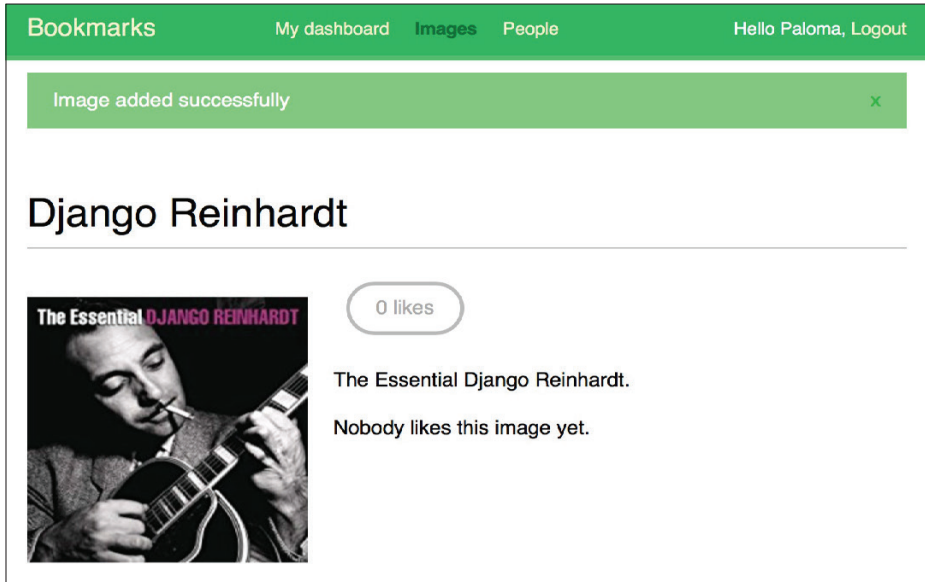 Bookmarks My dashboard Images People Hello Paloma, Logout
Image added successfully x
Django Reinhardt
The Essential DJANGO REINHARDT
0 likes
The Essential Django Reinhardt.
Nobody likes this image yet.